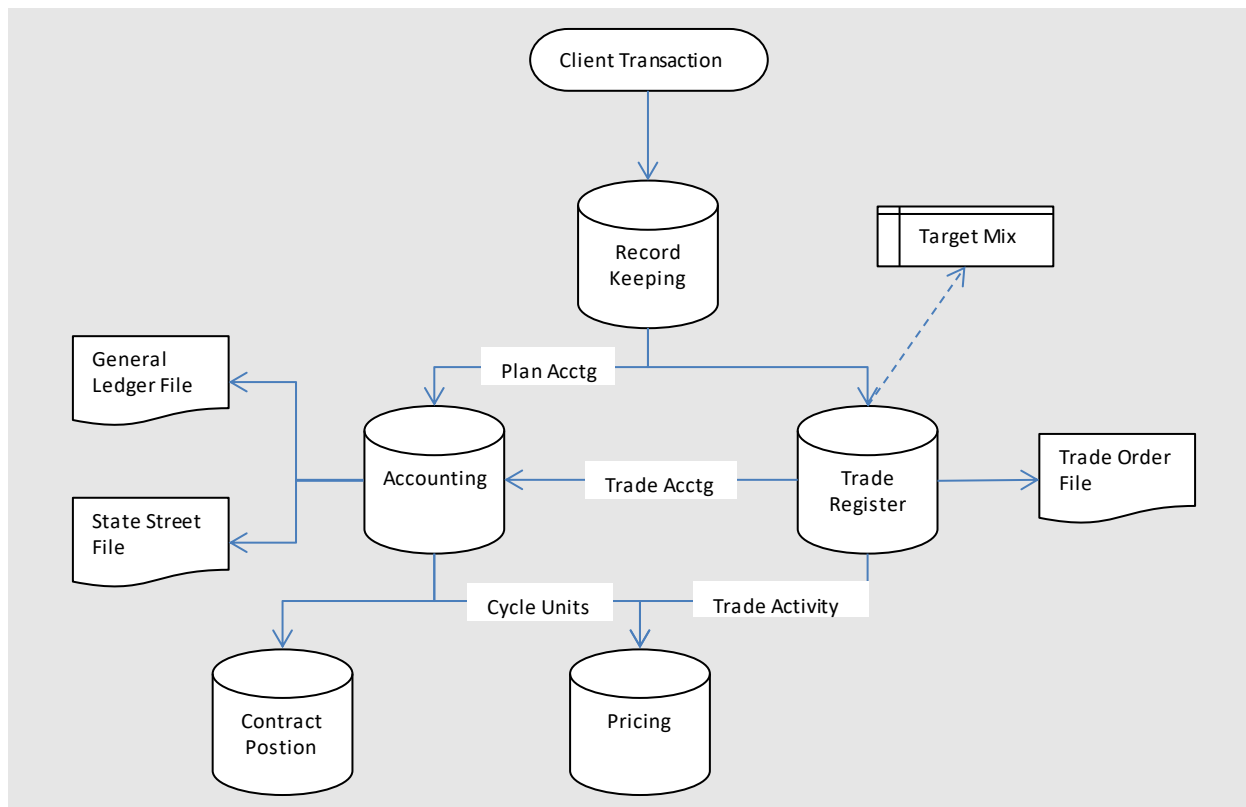 Client Transaction
Record
Keeping
Target Mix
General
Ledger File
Plan Acctg
Accounting
Trade Acctg
Trade
Register
Trade Order
File
State Street
File
Cycle Units
Trade Activity
Contract
Postion
Pricing